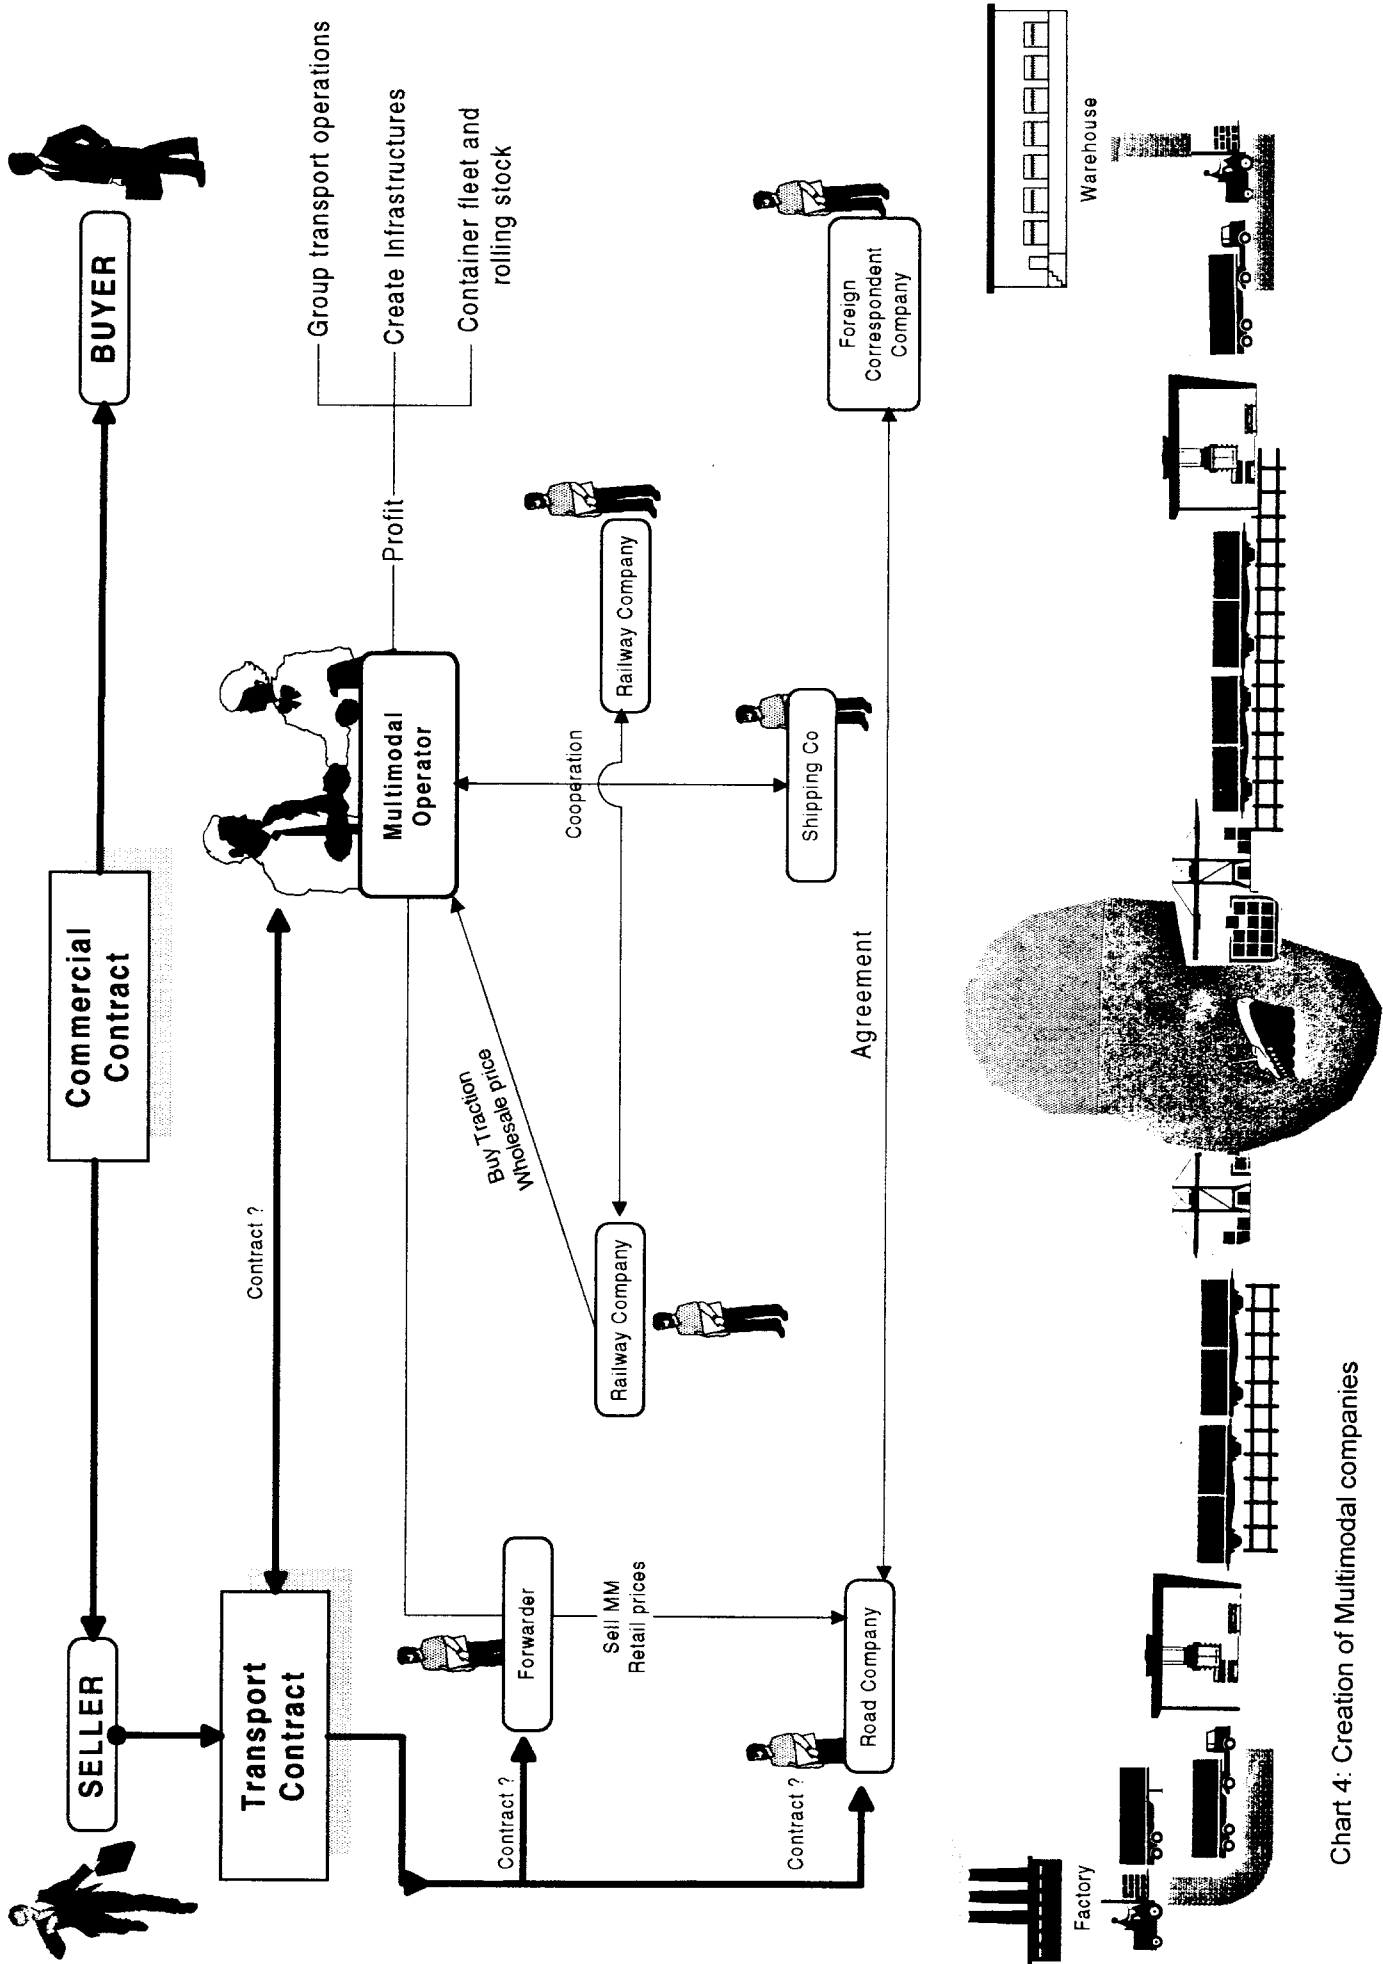 SELLER
Commercial
Contract
BUYER
Transport
Contract
Contract ?
Multimodal
Operator
Profit
Group transport operations
Create Infrastructures
Container fleet and
rolling stock
Contract ?
Forwarder
Sell MM
Retail prices
Buy Traction
Wholesale price
Railway Company
Cooperation
Railway Company
Shipping Co
Contract ?
Road Company
Agreement
Foreign
Correspondent
Company
Factory
Warehouse
Chart 4: Creation of Multimodal companies